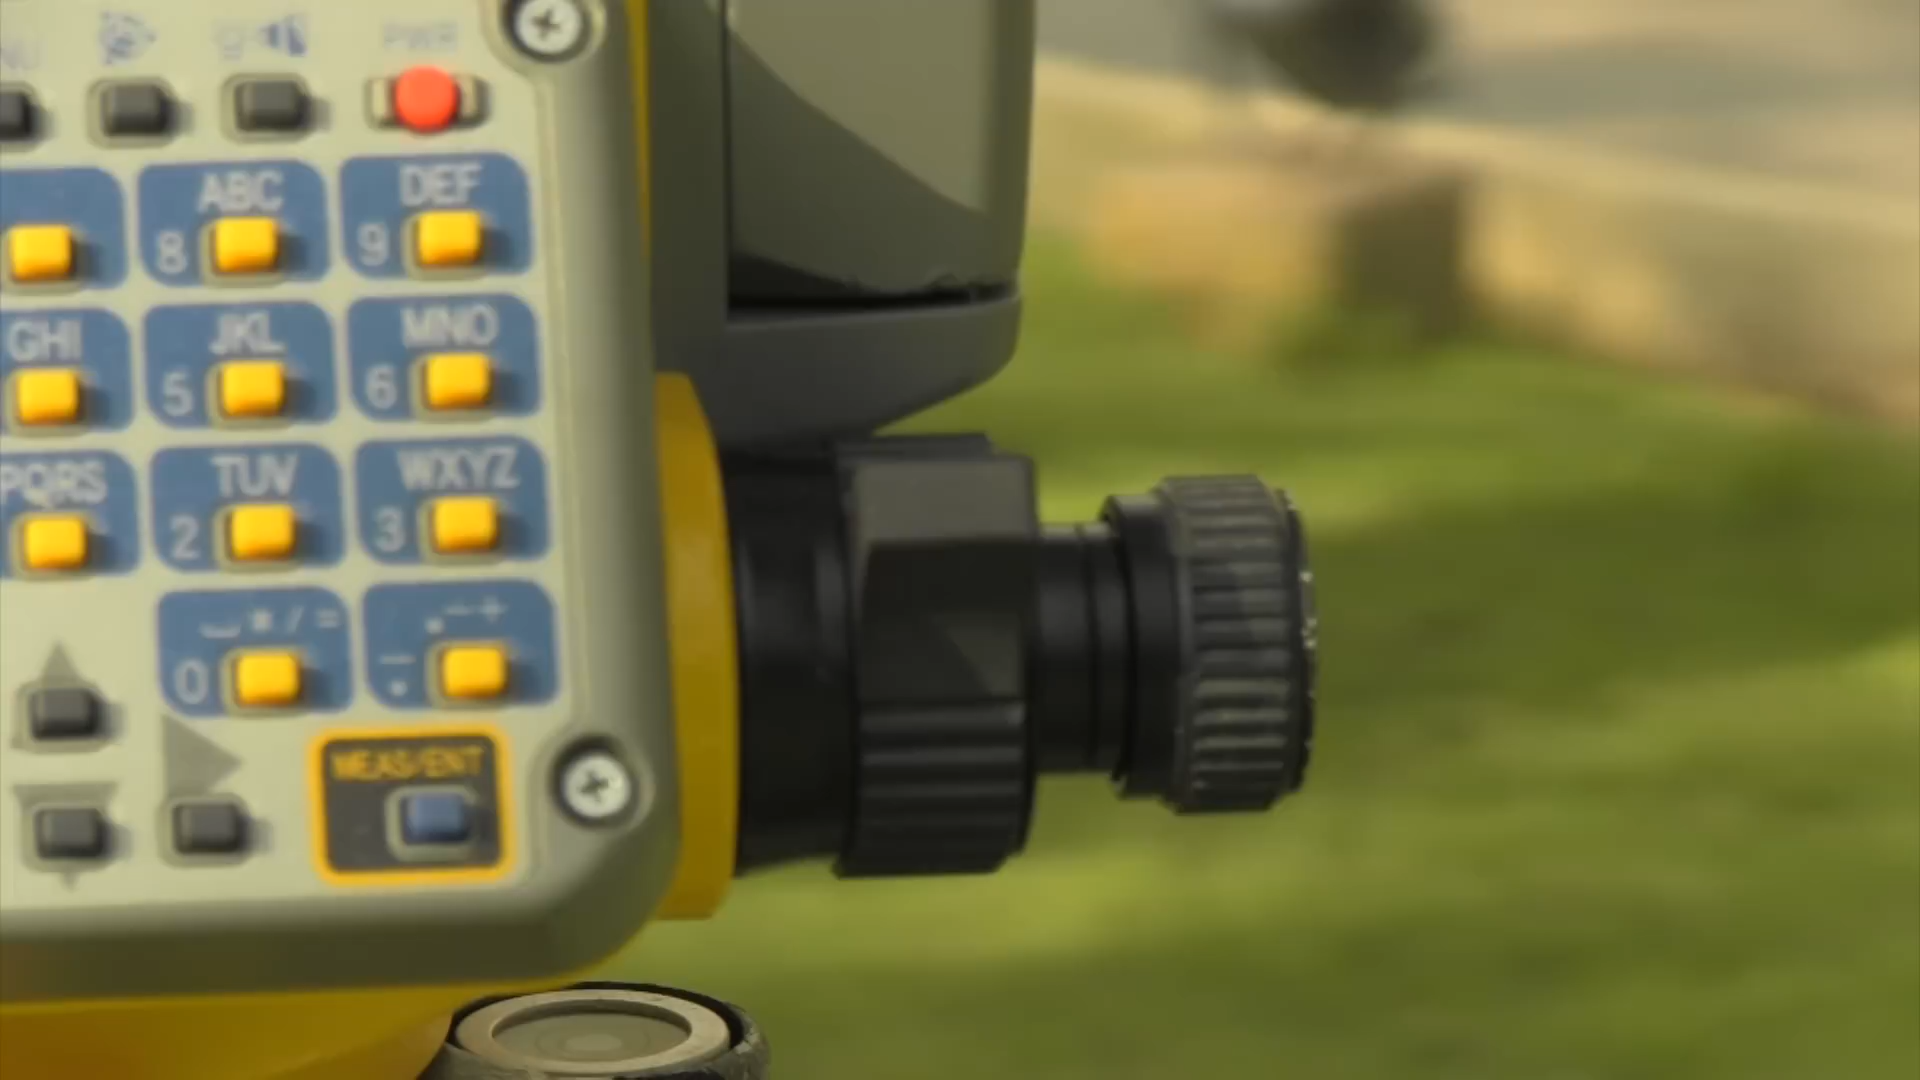 PWR
ABC
DEF
8
9
GHI
JKL
MNO
5
6
PQRS
TUV
WXYZ
2
3
* / =
. - +
0
MEAS/ENT